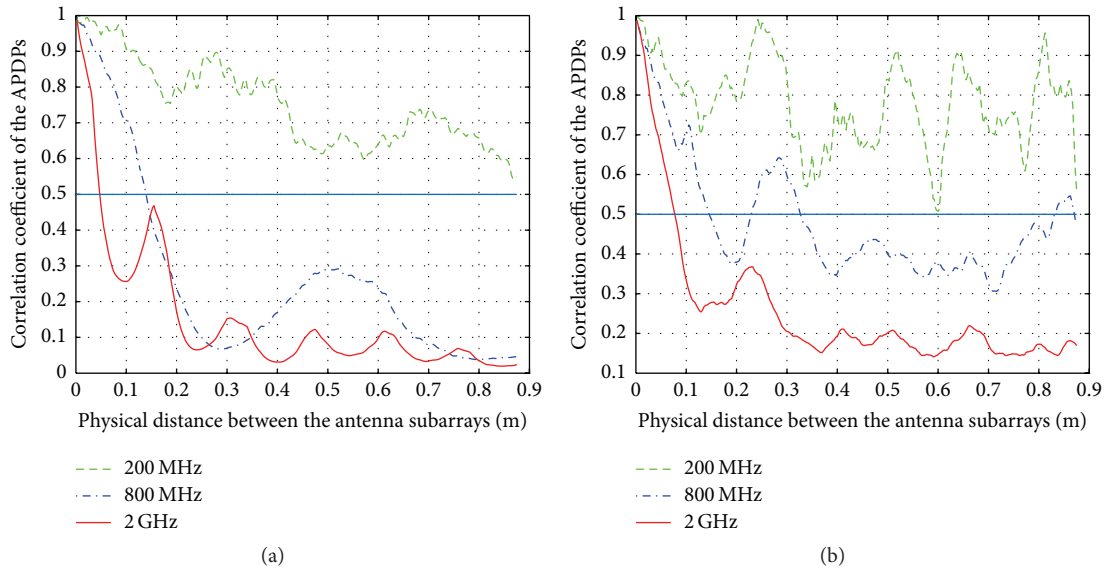 Correlation coefficient of the APDPs
1
0.9
0.8
0.7
0.6
0.5
0.4
0.3
0.2
0.1
0
0 0.1 0.2 0.3 0.4 0.5 0.6 0.7 0.8 0.9
Physical distance between the antenna subarrays (m)
200 MHz
800 MHz
2 GHz
(a)
Correlation coefficient of the APDPs
1
0.9
0.8
0.7
0.6
0.5
0.4
0.3
0.2
0.1
0 0.1 0.2 0.3 0.4 0.5 0.6 0.7 0.8 0.9
Physical distance between the antenna subarrays (m)
200 MHz
800 MHz
2 GHz
(b)